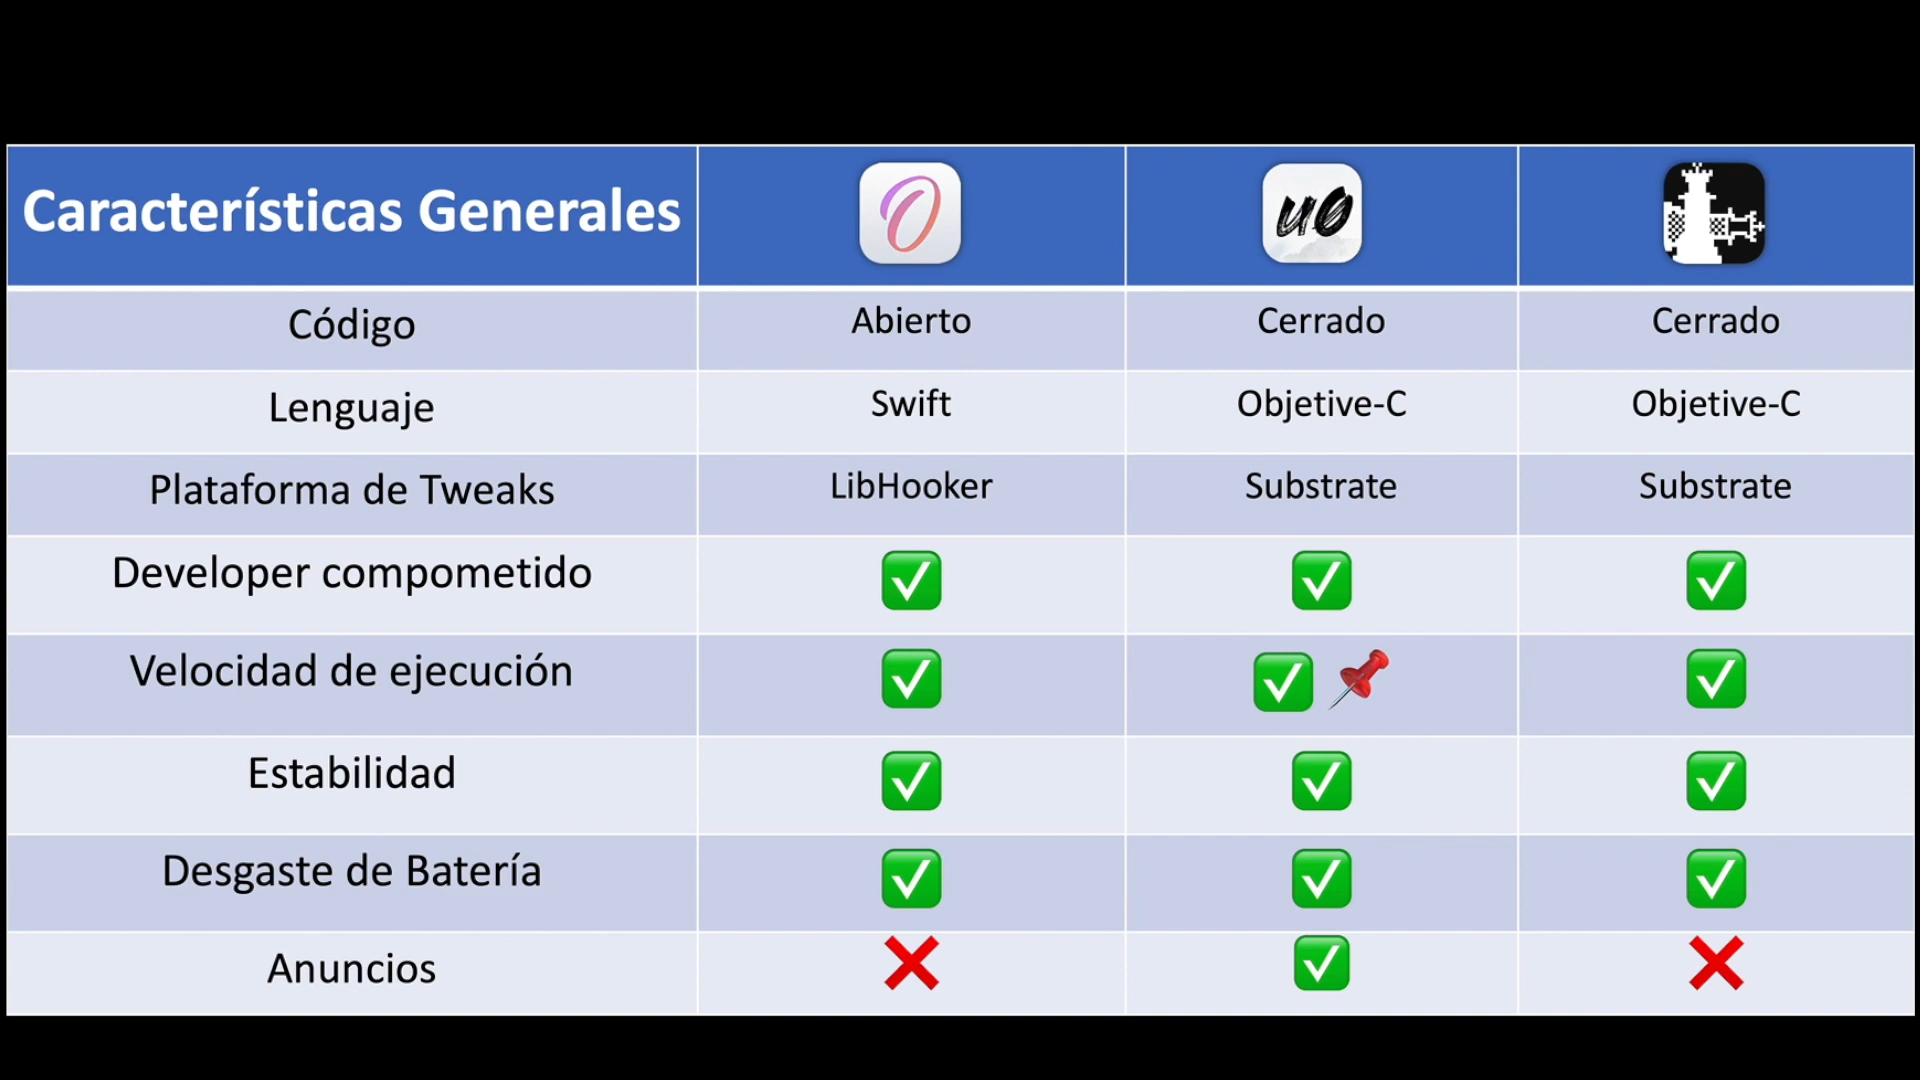 Características Generales
O
u0
Código Abierto Cerrado Cerrado
Lenguaje Swift Objetive-C Objetive-C
Plataforma de Tweaks LibHooker Substrate Substrate
Developer compometido
Velocidad de ejecución
Estabilidad
Desgaste de Batería
Anuncios